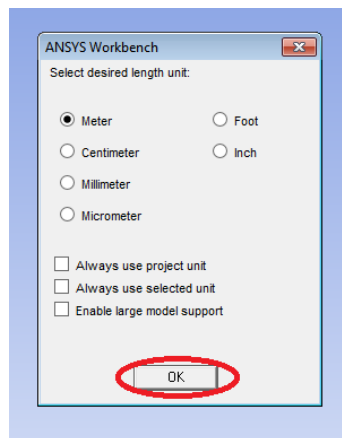 ANSYS Workbench
Select desired length unit:
Meter
Foot
Centimeter
Inch
Millimeter
Micrometer
Always use project unit
Always use selected unit
Enable large model support
OK